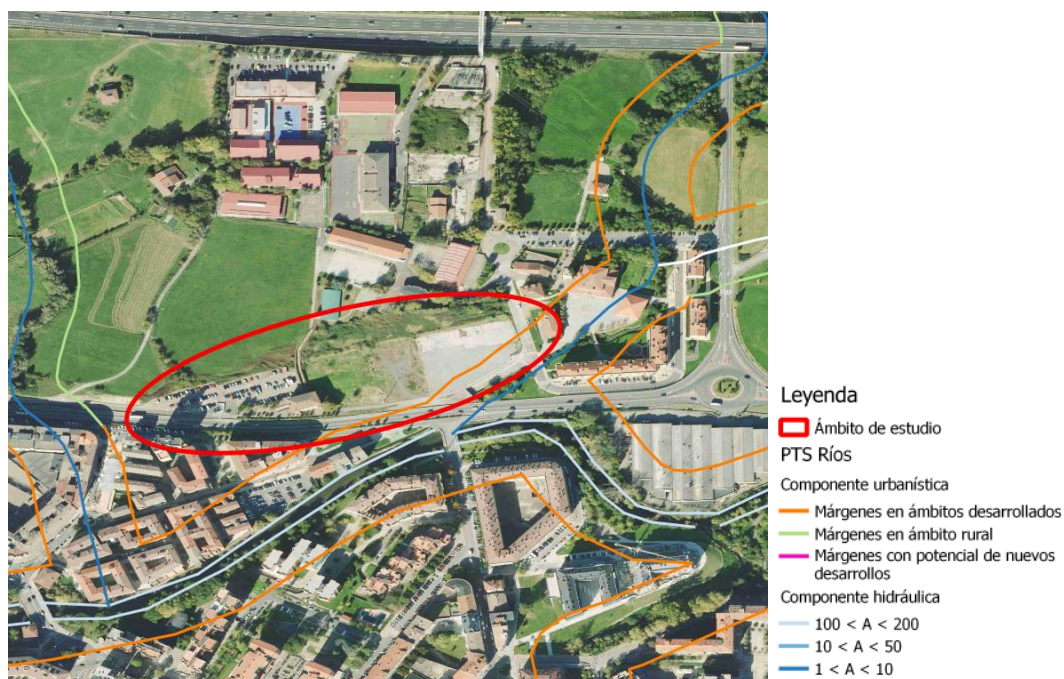 Leyenda
Ámbito de estudio
PTS Ríos
Componente urbanística
Márgenes en ámbitos desarrollados
Márgenes en ámbito rural
Márgenes con potencial de nuevos
desarrollos
Componente hidráulica
100 < A < 200
10 < A < 50
1 < A < 10